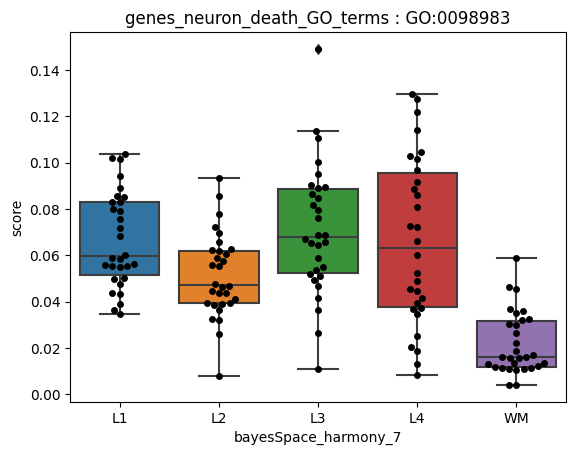 genes_neuron_death_GO_terms : GO:0098983
score
0.14
0.12
0.10
0.08
0.06
0.04
0.02
0.00
L1 L2 L3 L4 WM
bayesSpace_harmony_7